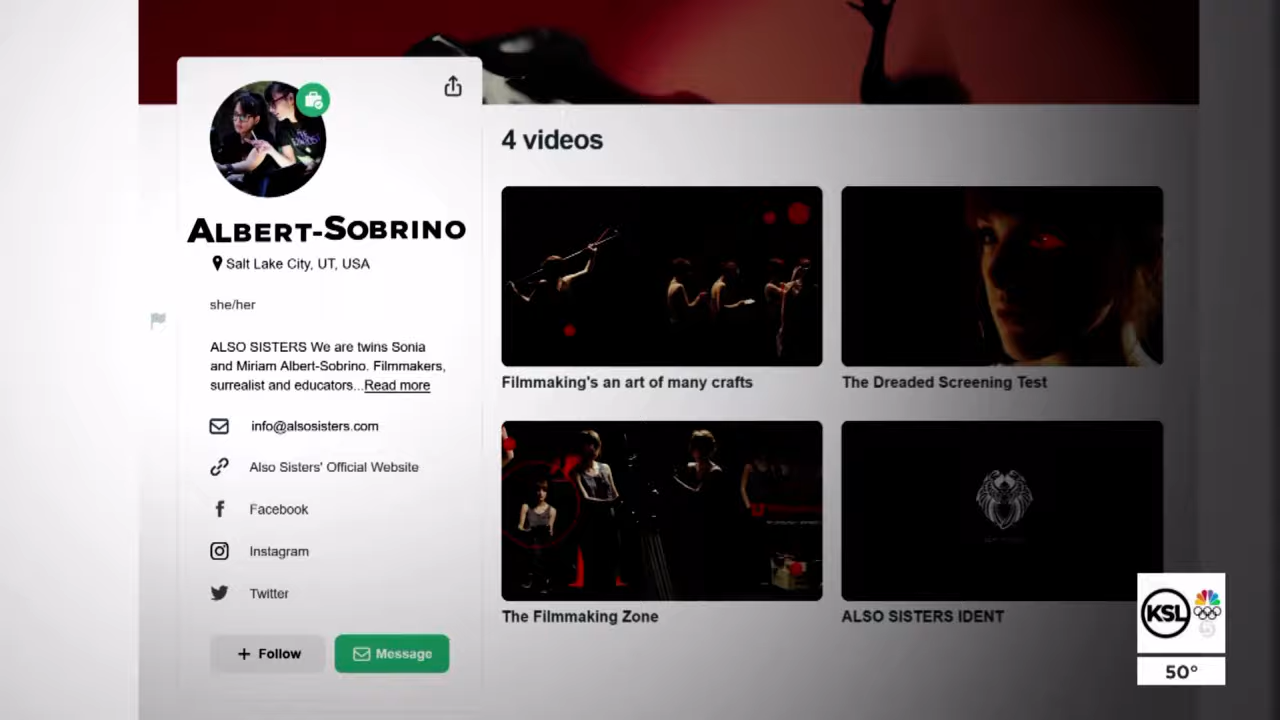 4 videos
ALBERT-SOBRINO
Salt Lake City, UT, USA
she/her
ALSO SISTERS We are twins Sonia
and Miriam Albert-Sobrino. Filmmakers,
surrealist and educators...Read more
info@alsosisters.com
Also Sisters' Official Website
Facebook
Instagram
Twitter
+ Follow
Message
Filmmaking's an art of many crafts
The Dreaded Screening Test
The Filmmaking Zone
ALSO SISTERS IDENT
KSL
5
50°